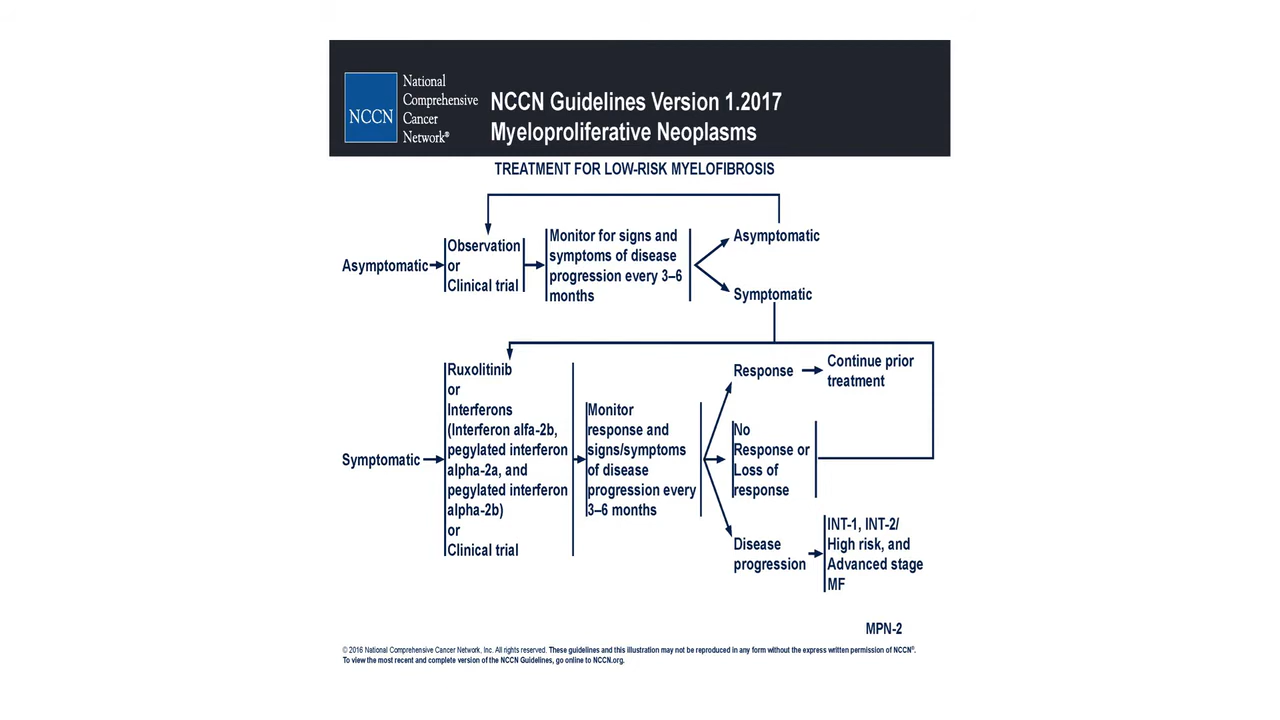 NCCN
National
Comprehensive
Cancer
Network®
NCCN Guidelines Version 1.2017
Myeloproliferative Neoplasms
TREATMENT FOR LOW-RISK MYELOFIBROSIS
Asymptomatic
Observation
or
Clinical trial
Monitor for signs and
symptoms of disease
progression every 3–6
months
Asymptomatic
Symptomatic
Symptomatic
Ruxolitinib
or
Interferons
(Interferon alfa-2b,
pegylated interferon
alpha-2a, and
pegylated interferon
alpha-2b)
or
Clinical trial
Monitor
response and
signs/symptoms
of disease
progression every
3–6 months
Response
Continue prior
treatment
No
Response or
Loss of
response
Disease
progression
INT-1, INT-2/
High risk, and
Advanced stage
MF
MPN-2
© 2016 National Comprehensive Cancer Network, Inc. All rights reserved. These guidelines and this illustration may not be reproduced in any form without the express written permission of NCCN®.
To view the most recent and complete version of the NCCN Guidelines, go online to NCCN.org.